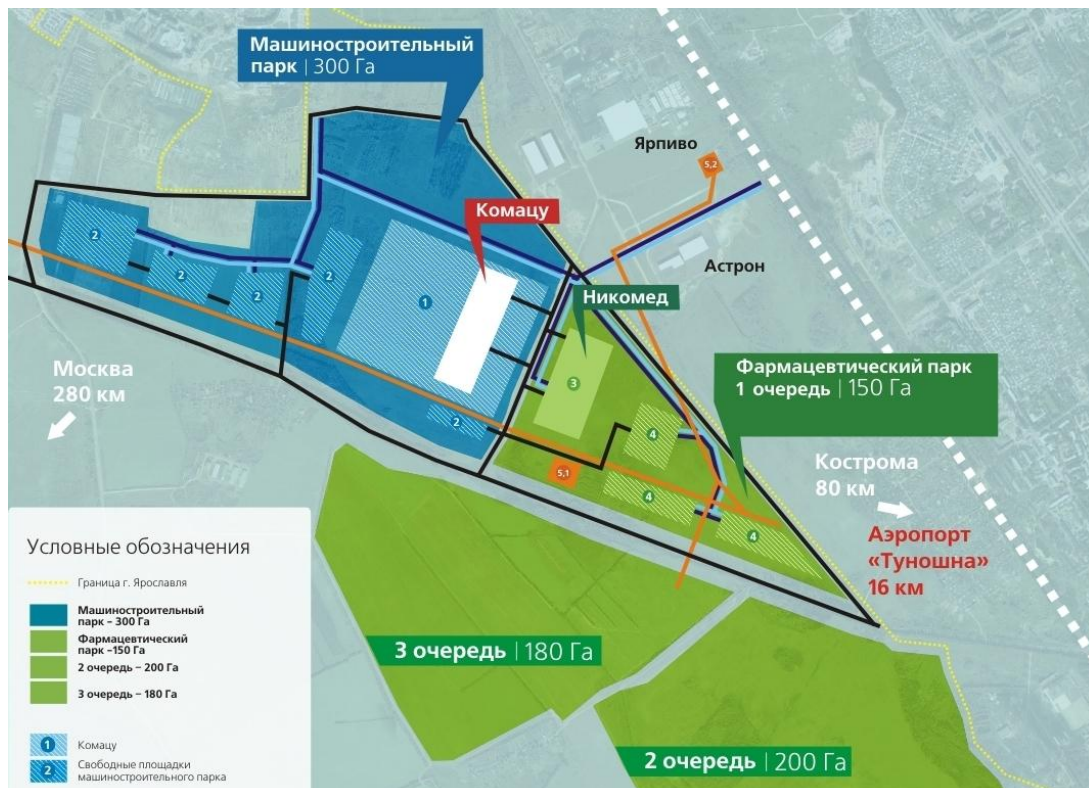 Машиностроительный
парк | 300 Га
Ярпиво
5,2
Комацу
Астрон
2
2
2
2
1
Никомед
Москва
280 км
3
Фармацевтический парк
1 очередь | 150 Га
2
4
5,1
4
4
Кострома
80 км
Аэропорт
«Туношна»
16 км
Условные обозначения
Граница г. Ярославля
Машиностроительный
парк – 300 Га
Фармацевтический
парк –150 Га
2 очередь – 200 Га
3 очередь – 180 Га
1 Комацу
2 Свободные площадки
машиностроительного парка
3 очередь | 180 Га
2 очередь | 200 Га